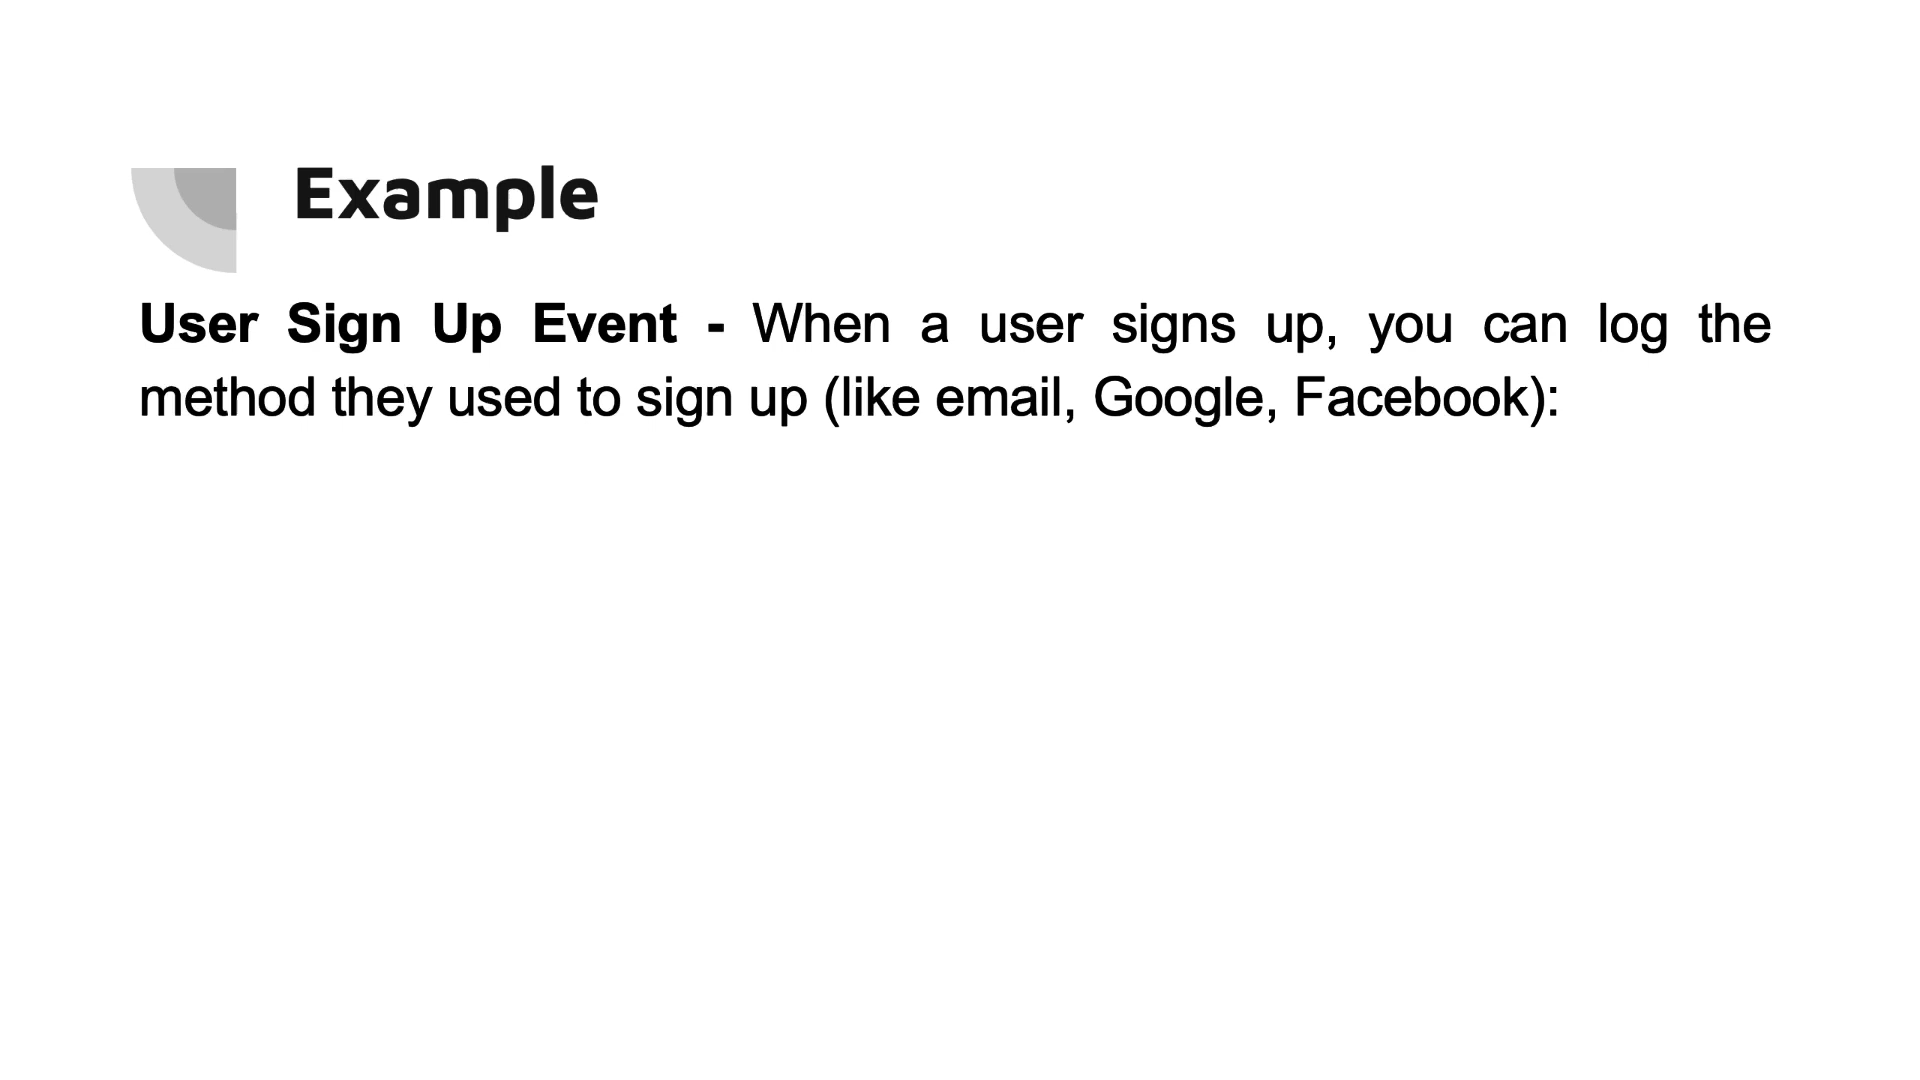 Example
User Sign Up Event - When a user signs up, you can log the
method they used to sign up (like email, Google, Facebook):